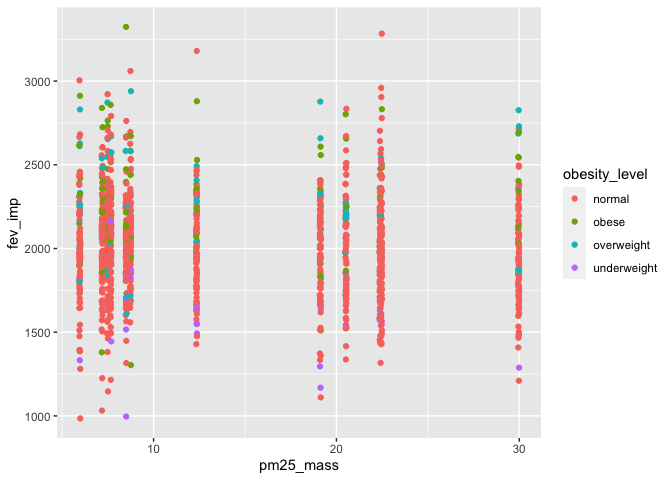 3000
2500
2000
1500
1000
fev_imp
10
20
30
pm25_mass
obesity_level
normal
obese
overweight
underweight